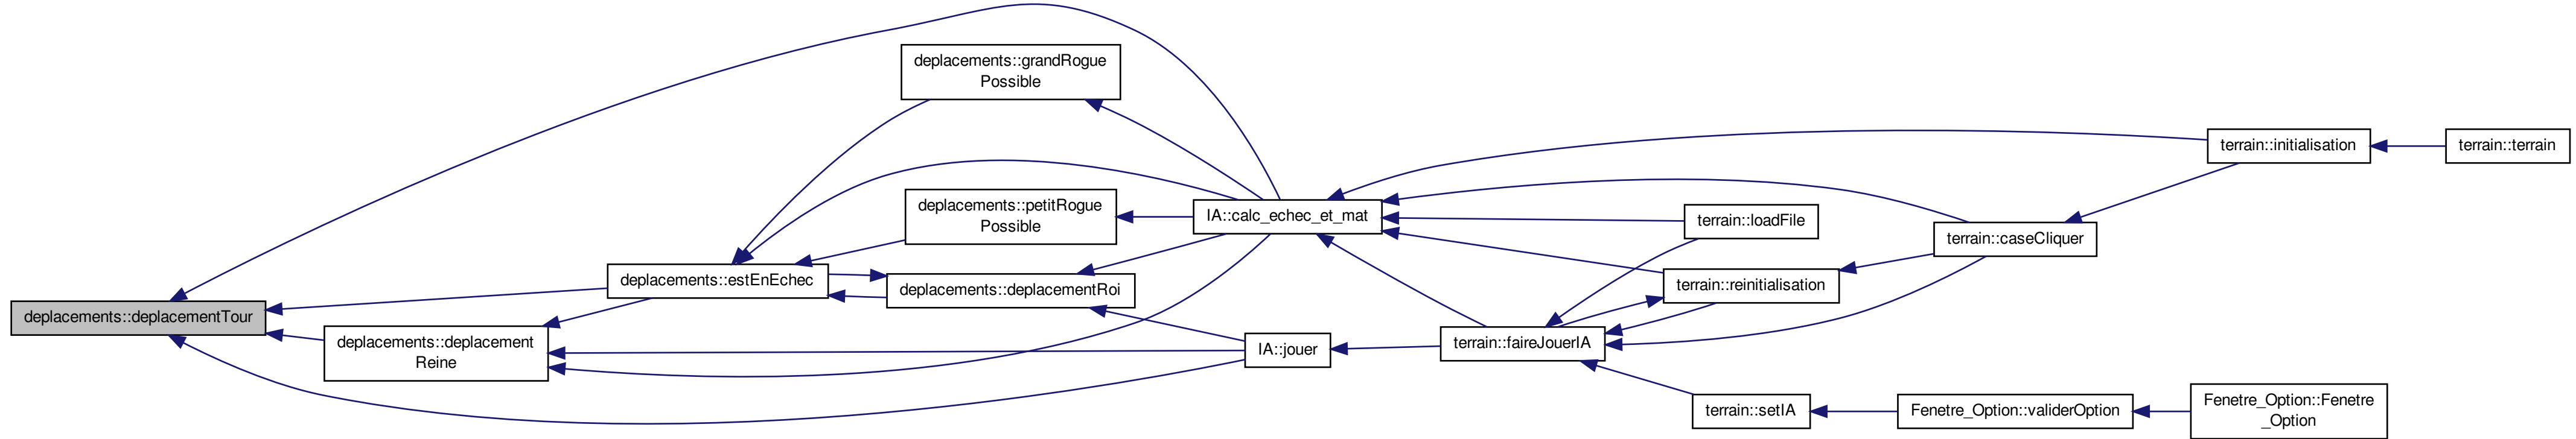 deplacements::grandRogue
Possible
terrain::initialisation
terrain::terrain
deplacements::petitRogue
Possible
IA::calc_echec_et_mat
terrain::loadFile
terrain::caseCliquer
deplacements::estEnEchec
deplacements::deplacementRoi
terrain::reinitialisation
deplacements::deplacementTour
deplacements::deplacement
Reine
IA::jouer
terrain::faireJouerIA
terrain::setIA
Fenetre_Option::validerOption
Fenetre_Option::Fenetre
_Option